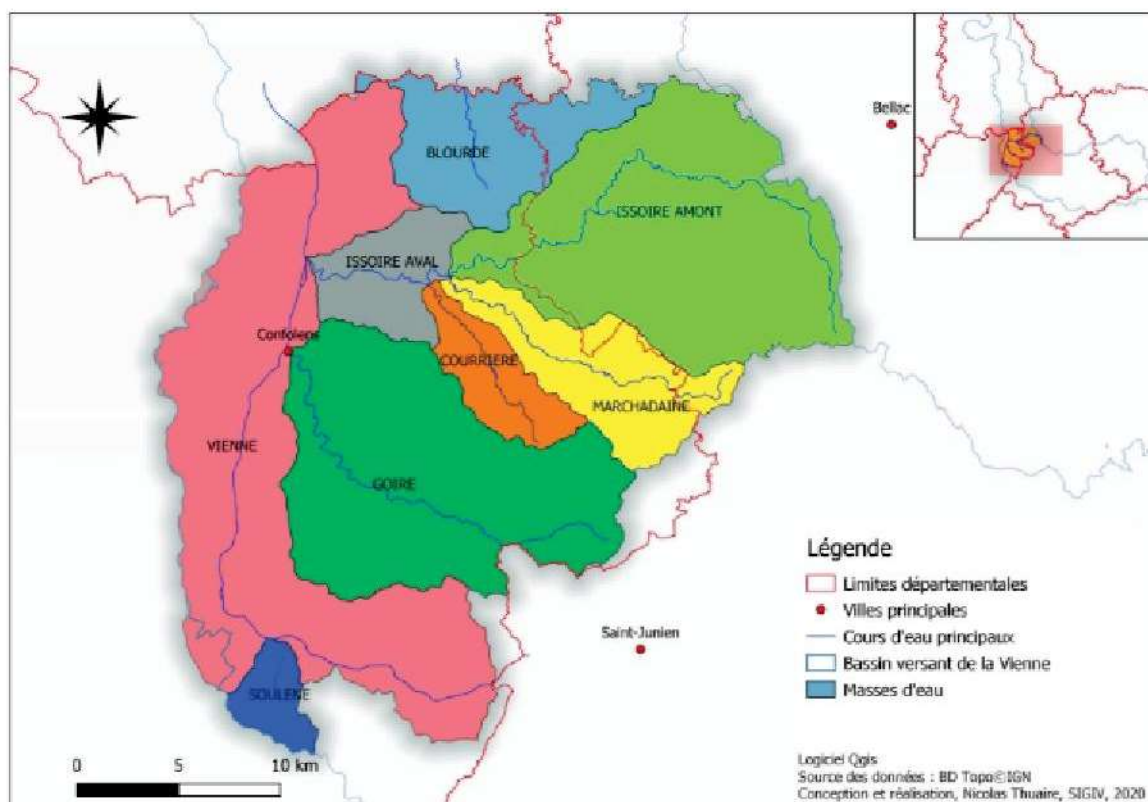 Bellac
BLOURDE
ISSOIRE AMONT
ISSOIRE AVAL
Confolens
COURRIERE
MARCHADAINE
VIENNE
GOIRE
Saint-Junien
SOULENE
0 5 10 km
Légende
Limites départementales
Villes principales
Cours d'eau principaux
Bassin versant de la Vienne
Masses d'eau
Logiciel Qgis
Source des données : BD Topo©IGN
Conception et réalisation, Nicolas Thuaire, SIGIV, 2020